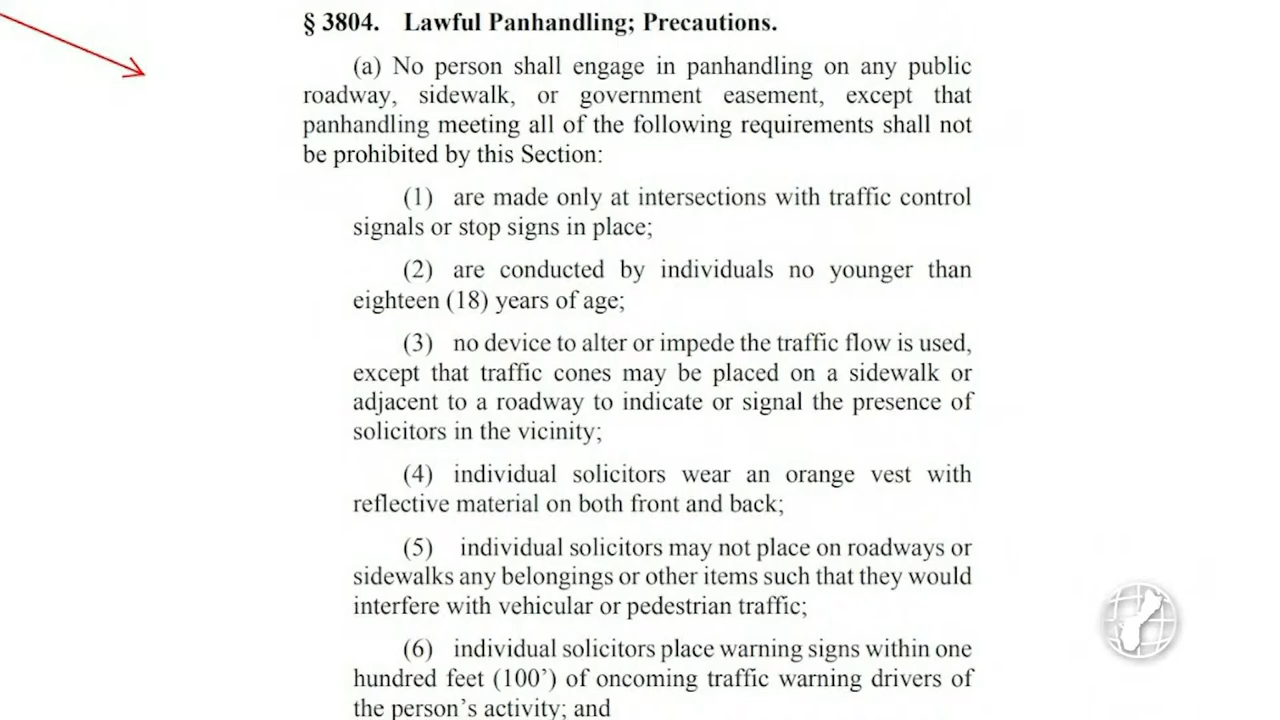 § 3804. Lawful Panhandling; Precautions.
(a) No person shall engage in panhandling on any public
roadway, sidewalk, or government easement, except that
panhandling meeting all of the following requirements shall not
be prohibited by this Section:
(1) are made only at intersections with traffic control
signals or stop signs in place;
(2) are conducted by individuals no younger than
eighteen (18) years of age;
(3) no device to alter or impede the traffic flow is used,
except that traffic cones may be placed on a sidewalk or
adjacent to a roadway to indicate or signal the presence of
solicitors in the vicinity;
(4) individual solicitors wear an orange vest with
reflective material on both front and back;
(5) individual solicitors may not place on roadways or
sidewalks any belongings or other items such that they would
interfere with vehicular or pedestrian traffic;
(6) individual solicitors place warning signs within one
hundred feet (100’) of oncoming traffic warning drivers of
the person’s activity; and